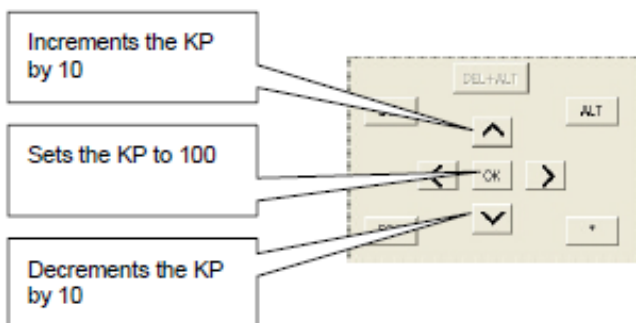 Increments the KP
by 10
DEL+ALT
ALT
Sets the KP to 100
OK
Decrements the KP
by 10
*